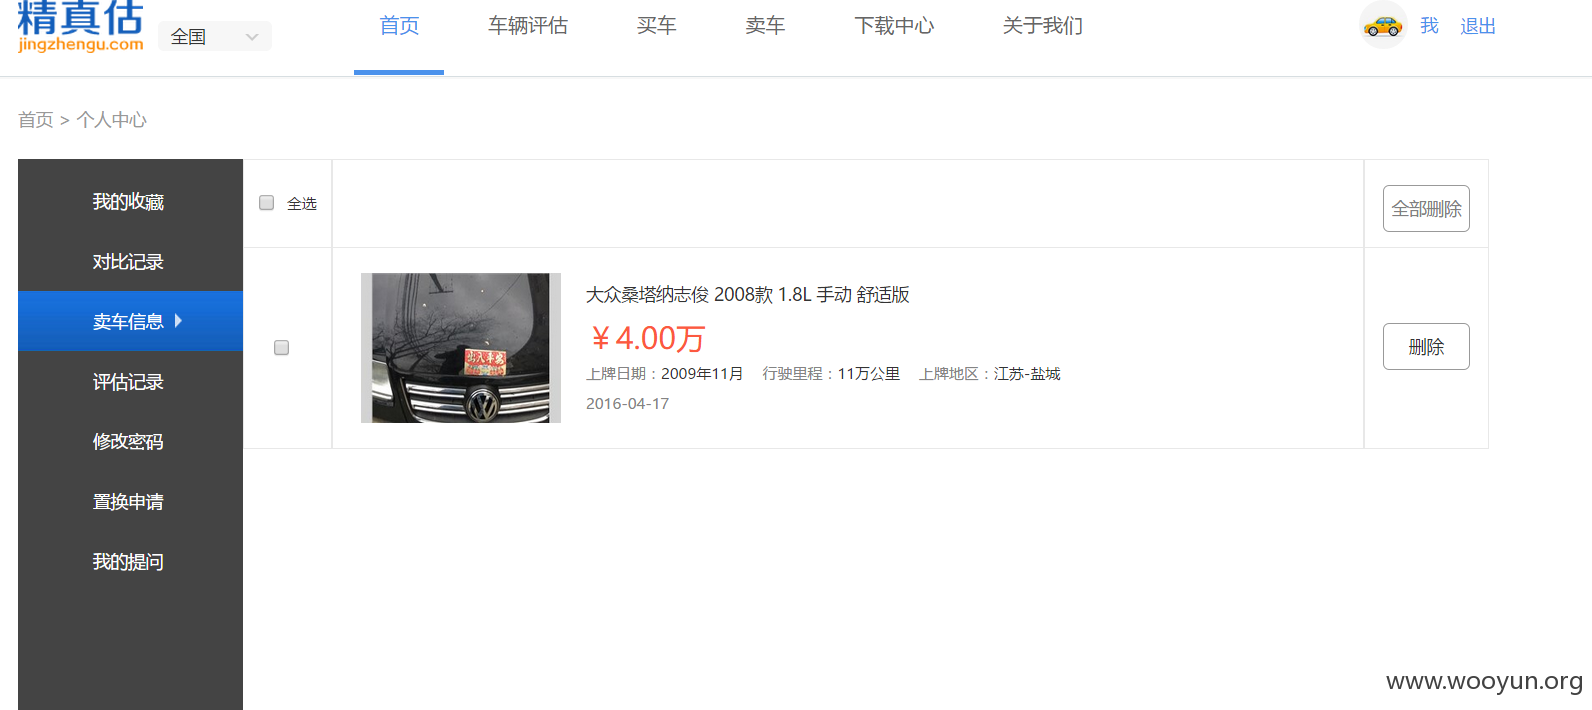 精真估
jingzhengu.com
全国
首页 车辆评估 买车 卖车 下载中心 关于我们
我 退出
首页 > 个人中心
我的收藏
对比记录
卖车信息
评估记录
修改密码
置换申请
我的提问
全选
全部删除
大众桑塔纳志俊 2008款 1.8L 手动 舒适版
￥4.00万
上牌日期：2009年11月 行驶里程：11万公里 上牌地区：江苏-盐城
2016-04-17
删除
www.wooyun.org